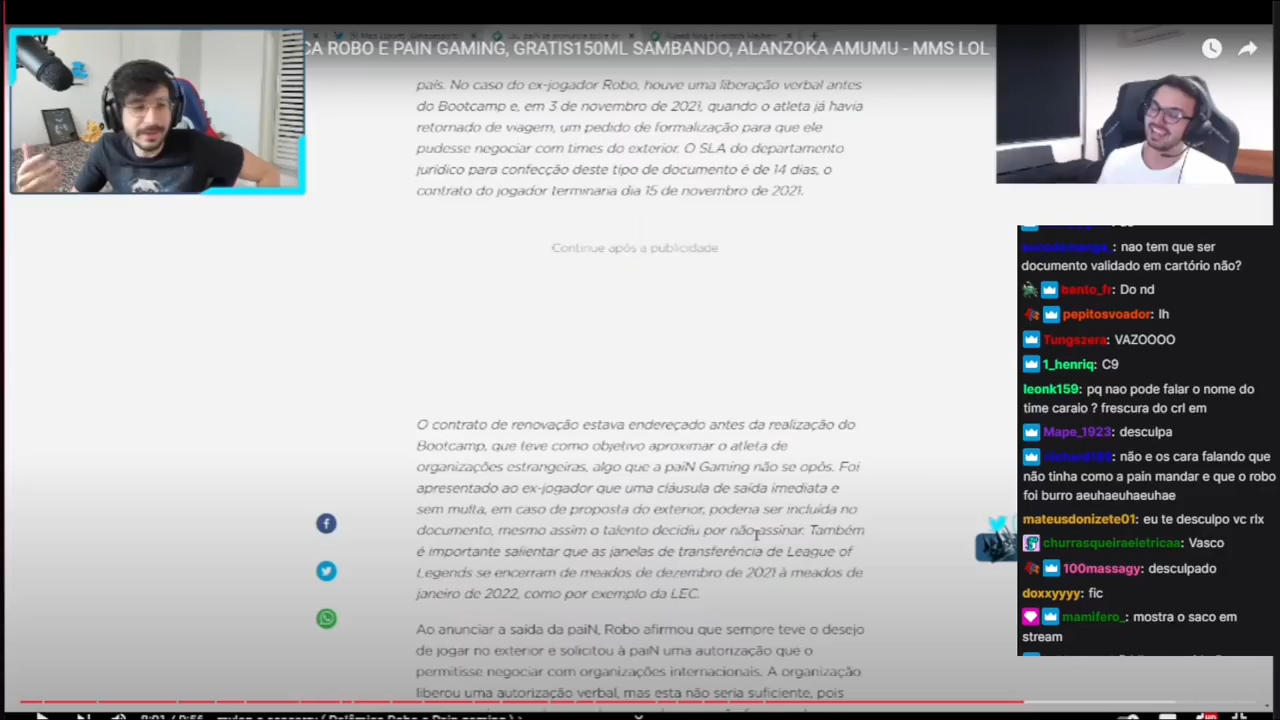 CA ROBO E PAIN GAMING, GRATIS150ML SAMBANDO, ALANZOKA AMUMU - MMS LOL
país. No caso do ex-jogador Robo, houve uma liberação verbal antes
do Bootcamp e, em 3 de novembro de 2021, quando o atleta já havia
retornado de viagem, um pedido de formalização para que ele
pudesse negociar com times do exterior. O SLA do departamento
jurídico para confecção deste tipo de documento é de 14 dias, o
contrato do jogador terminaria dia 15 de novembro de 2021.
Continue após a publicidade
O contrato de renovação estava endereçado antes da realização do
Bootcamp, que teve como objetivo aproximar o atleta de
organizações estrangeiras, algo que a paiN Gaming não se opôs. Foi
apresentado ao ex-jogador que uma cláusula de saída imediata e
sem multa, em caso de proposta do exterior, poderia ser incluída no
documento, mesmo assim o talento decidiu por não assinar. Também
é importante salientar que as janelas de transferência de League of
Legends se encerram de meados de dezembro de 2021 à meados de
janeiro de 2022, como por exemplo da LEC.
Ao anunciar a saída da paiN, Robo afirmou que sempre teve o desejo
de jogar no exterior e solicitou à paiN uma autorização que o
permitisse negociar com organizações internacionais. A organização
liberou uma autorização verbal, mas esta não seria suficiente, pois
: nao tem que ser
documento validado em cartório não?
bento_fr: Do nd
pepitosvoador: lh
Tungszera: VAZOOOO
1_henriq: C9
leonk159: pq nao pode falar o nome do
time caraio ? frescura do crl em
Mape_1923: desculpa
: não e os cara falando que
não tinha como a pain mandar e que o robo
foi burro aeuhaeuhaeuhae
mateusdonizete01: eu te desculpo vc rlx
churrasqueiraeletricaa: Vasco
100massagy: desculpado
doxxyyyy: fic
mamifero_: mostra o saco em
stream